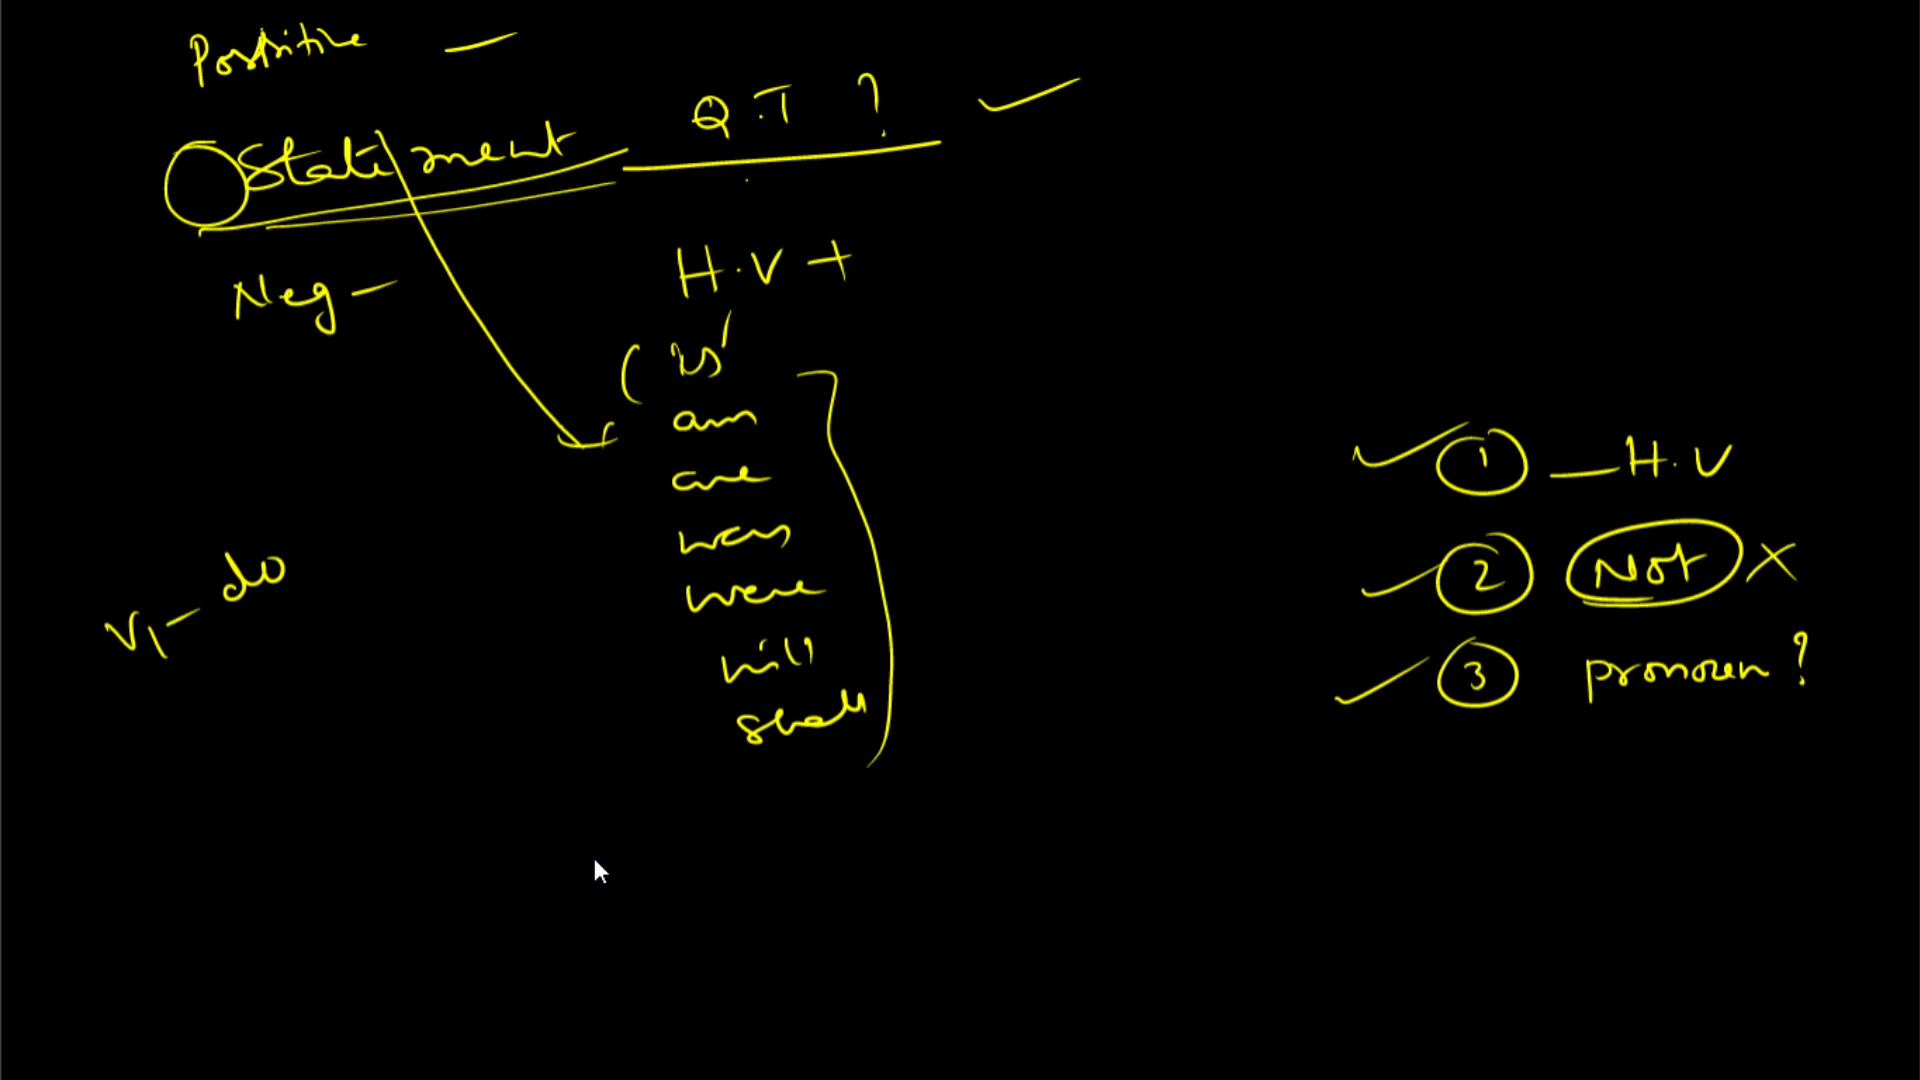 Positive —
Statement Q.T ?
Neg –
H.V +
( is
am
are
was
were
will
shall
V1 – do
1 — H.V
2 Not X
3 pronoun?